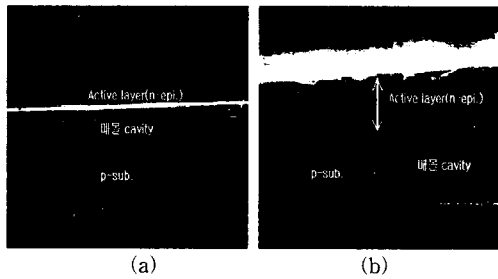 Active layer(n-epi.)
매몰 cavity
p-sub.
Active layer(n-epi.)
매몰 cavity
p-sub.
(a)
(b)